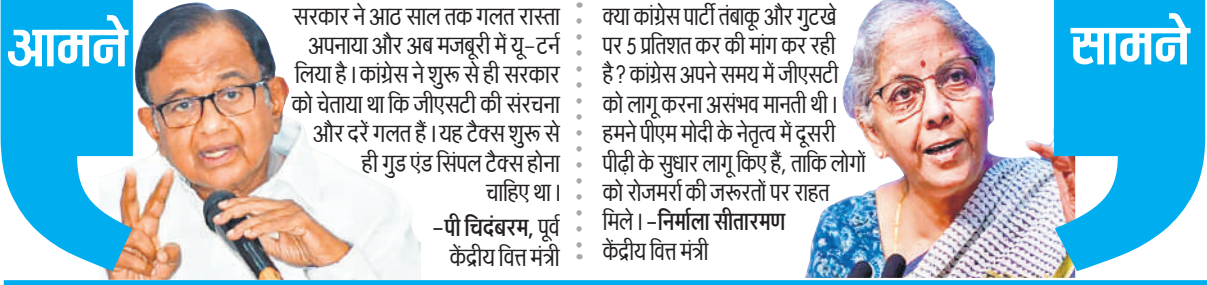 आमने
सरकार ने आठ साल तक गलत रास्ता
अपनाया और अब मजबूरी में यू-टर्न
लिया है। कांग्रेस ने शुरू से ही सरकार
को चेताया था कि जीएसटी की संरचना
और दरें गलत हैं। यह टैक्स शुरू से
ही गुड एंड सिंपल टैक्स होना
चाहिए था।
-पी चिदंबरम, पूर्व
केंद्रीय वित्त मंत्री
क्या कांग्रेस पार्टी तंबाकू और गुटखे
पर 5 प्रतिशत कर की मांग कर रही
है? कांग्रेस अपने समय में जीएसटी
को लागू करना असंभव मानती थी।
हमने पीएम मोदी के नेतृत्व में दूसरी
पीढ़ी के सुधार लागू किए हैं, ताकि लोगों
को रोजमर्रा की जरूरतों पर राहत
मिले। -निर्मला सीतारमण
केंद्रीय वित्त मंत्री
सामने